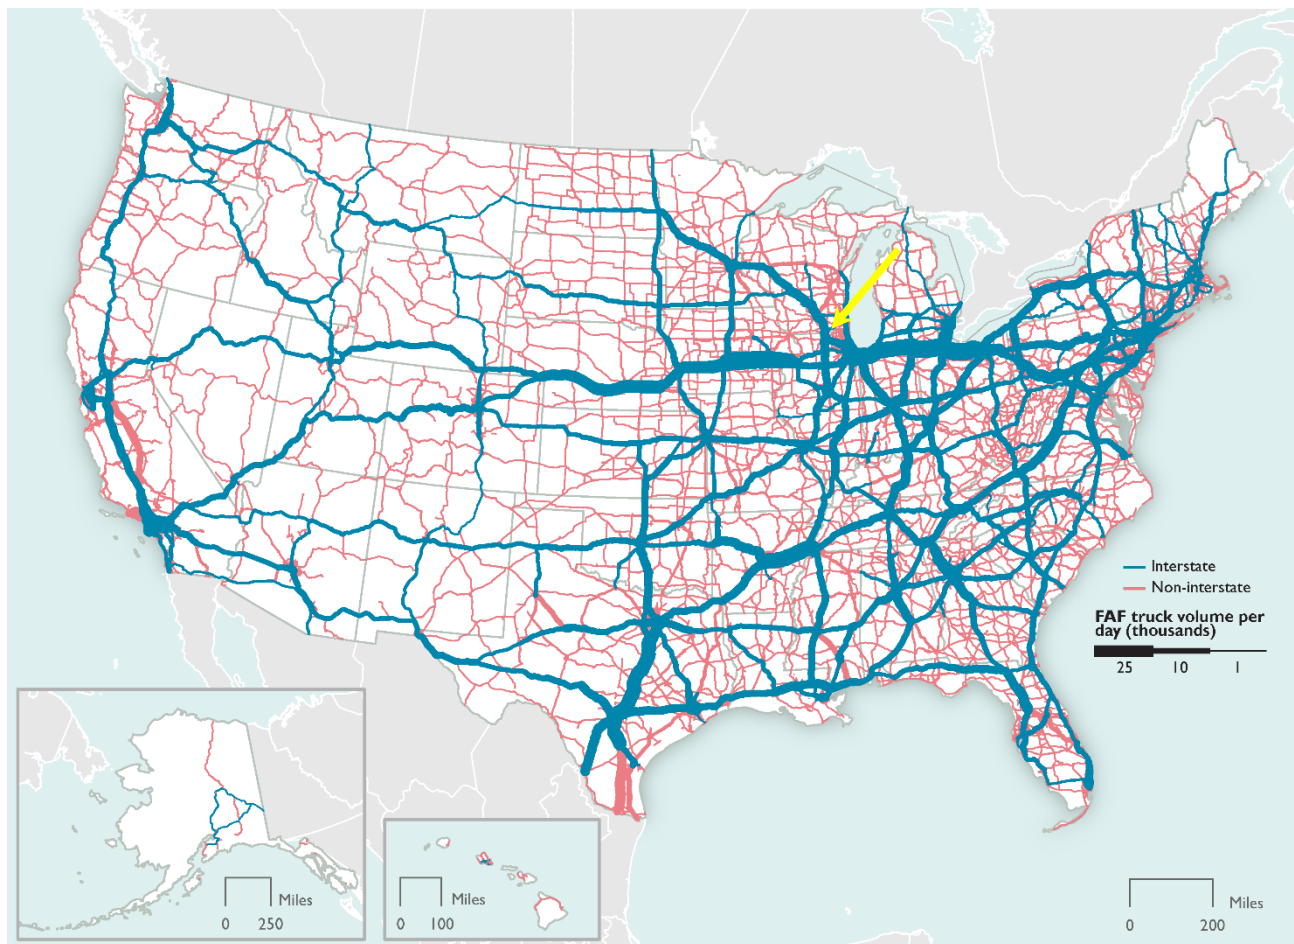 Interstate
Non-interstate
FAF truck volume per
day (thousands)
25 10 1
Miles
0 250
Miles
0 100
Miles
0 200